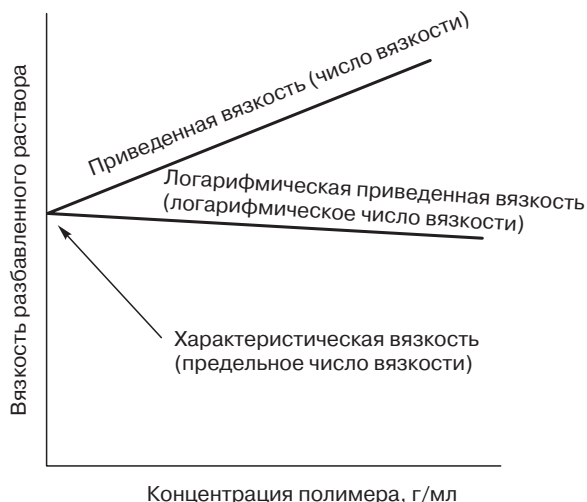 Вязкость разбавленного раствора
Приведенная вязкость (число вязкости)
Логарифмическая приведенная вязкость
(логарифмическое число вязкости)
Характеристическая вязкость
(предельное число вязкости)
Концентрация полимера, г/мл